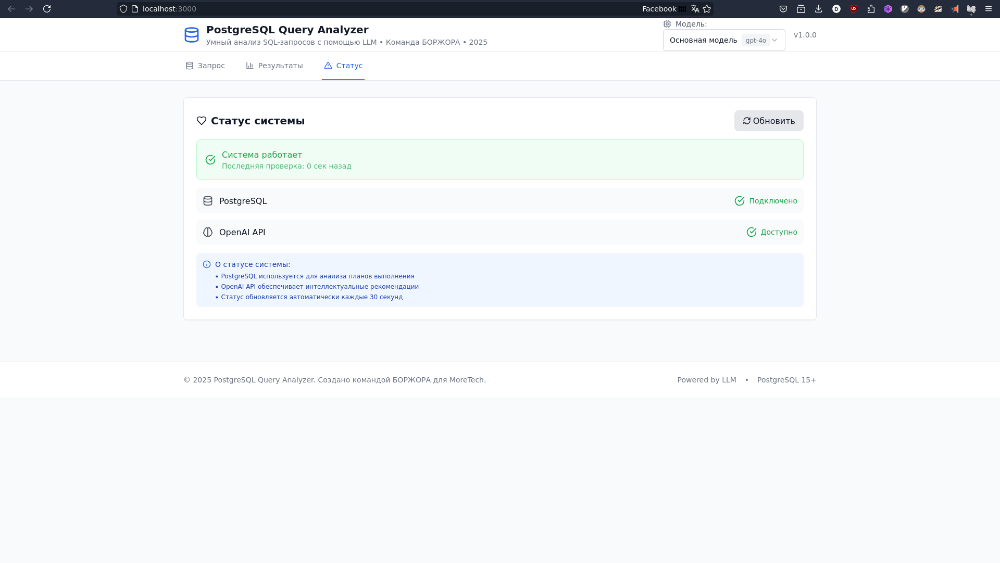 localhost:3000
Facebook
PostgreSQL Query Analyzer
Умный анализ SQL-запросов с помощью LLM • Команда БОРЖОРА • 2025
Модель:
Основная модель gpt-4o
v1.0.0
Запрос
Результаты
Статус
Статус системы
Обновить
Система работает
Последняя проверка: 0 сек назад
PostgreSQL
Подключено
OpenAI API
Доступно
О статусе системы:
• PostgreSQL используется для анализа планов выполнения
• OpenAI API обеспечивает интеллектуальные рекомендации
• Статус обновляется автоматически каждые 30 секунд
© 2025 PostgreSQL Query Analyzer. Создано командой БОРЖОРА для MoreTech.
Powered by LLM • PostgreSQL 15+